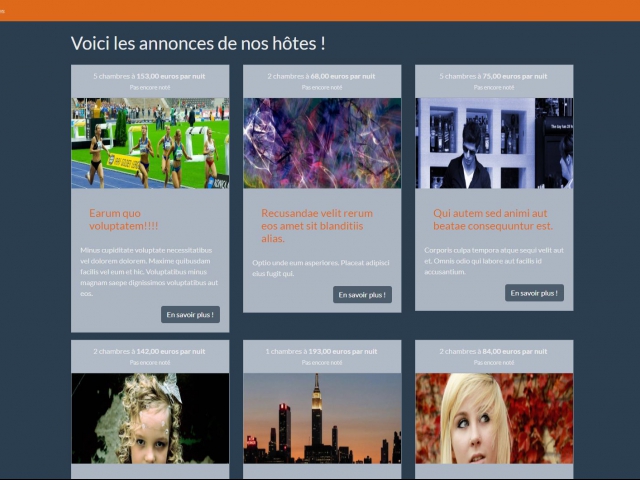 Voici les annonces de nos hôtes !
5 chambres à 153,00 euros par nuit
Pas encore noté
2 chambres à 68,00 euros par nuit
Pas encore noté
5 chambres à 75,00 euros par nuit
Pas encore noté
Earum quo
voluptatem!!!!
Minus cupiditate voluptate necessitatibus
vel dolorem dolorem. Maxime quibusdam
facilis vel eum et hic. Voluptatibus minus
magnam saepe dignissimos voluptatibus aut
eos.
En savoir plus !
Recusandae velit rerum
eos amet sit blanditiis
alias.
Optio unde eum asperiores. Placeat adipisci
eius fugit qui.
En savoir plus !
Qui autem sed animi aut
beatae consequuntur est.
Corporis culpa tempore atque sequi velit aut
et. Omnis odio qui labore aut facilis id
accusantium.
En savoir plus !
2 chambres à 142,00 euros par nuit
Pas encore noté
1 chambres à 193,00 euros par nuit
Pas encore noté
2 chambres à 84,00 euros par nuit
Pas encore noté